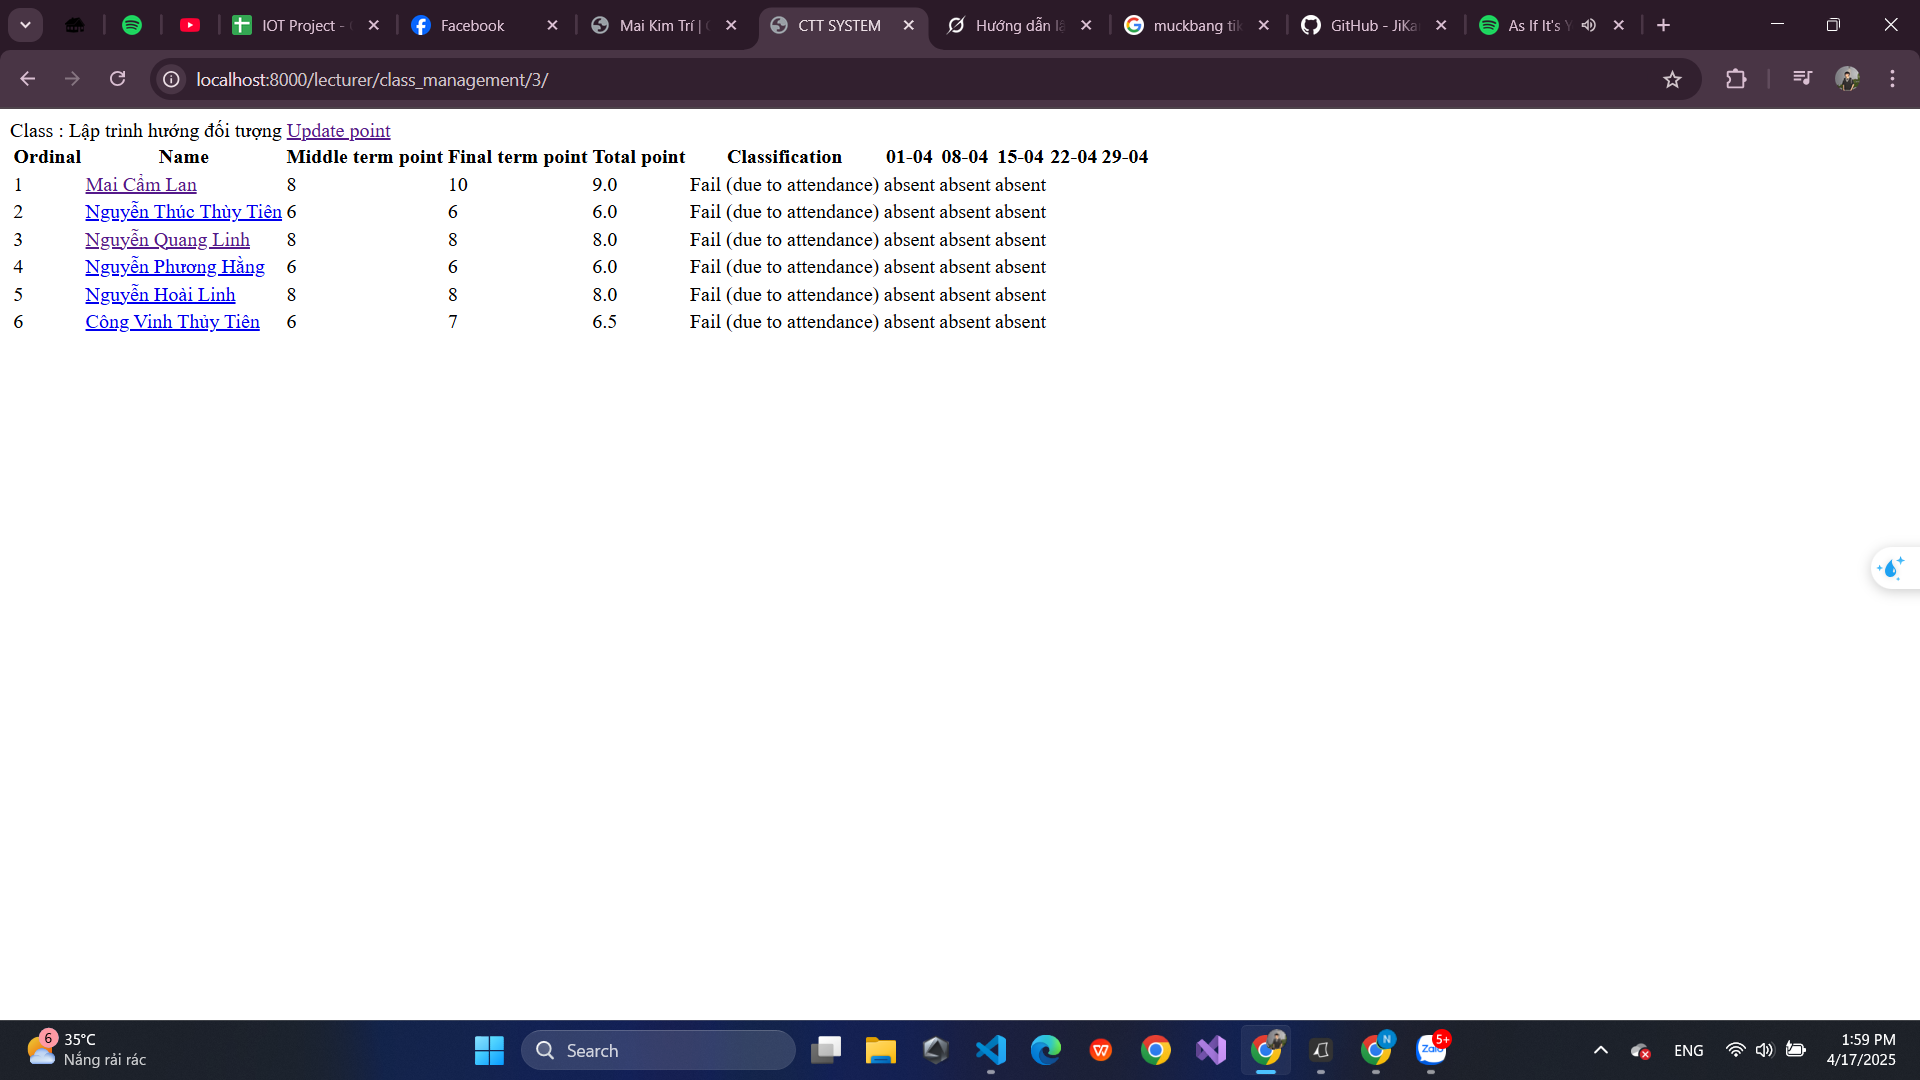 IOT Project -
Facebook
Mai Kim Trí |
CTT SYSTEM
Hướng dẫn
muckbang tik
GitHub - JiKa
As If It's Y
localhost:8000/lecturer/class_management/3/
Class : Lập trình hướng đối tượng Update point
Ordinal Name Middle term point Final term point Total point Classification 01-04 08-04 15-04 22-04 29-04
1 Mai Cẩm Lan 8 10 9.0 Fail (due to attendance) absent absent absent
2 Nguyễn Thúc Thùy Tiên 6 6 6.0 Fail (due to attendance) absent absent absent
3 Nguyễn Quang Linh 8 8 8.0 Fail (due to attendance) absent absent absent
4 Nguyễn Phương Hằng 6 6 6.0 Fail (due to attendance) absent absent absent
5 Nguyễn Hoài Linh 8 8 8.0 Fail (due to attendance) absent absent absent
6 Công Vinh Thủy Tiên 6 7 6.5 Fail (due to attendance) absent absent absent
6
35°C
Nắng rải rác
Search
N
Zalo
5+
ENG
1:59 PM
4/17/2025